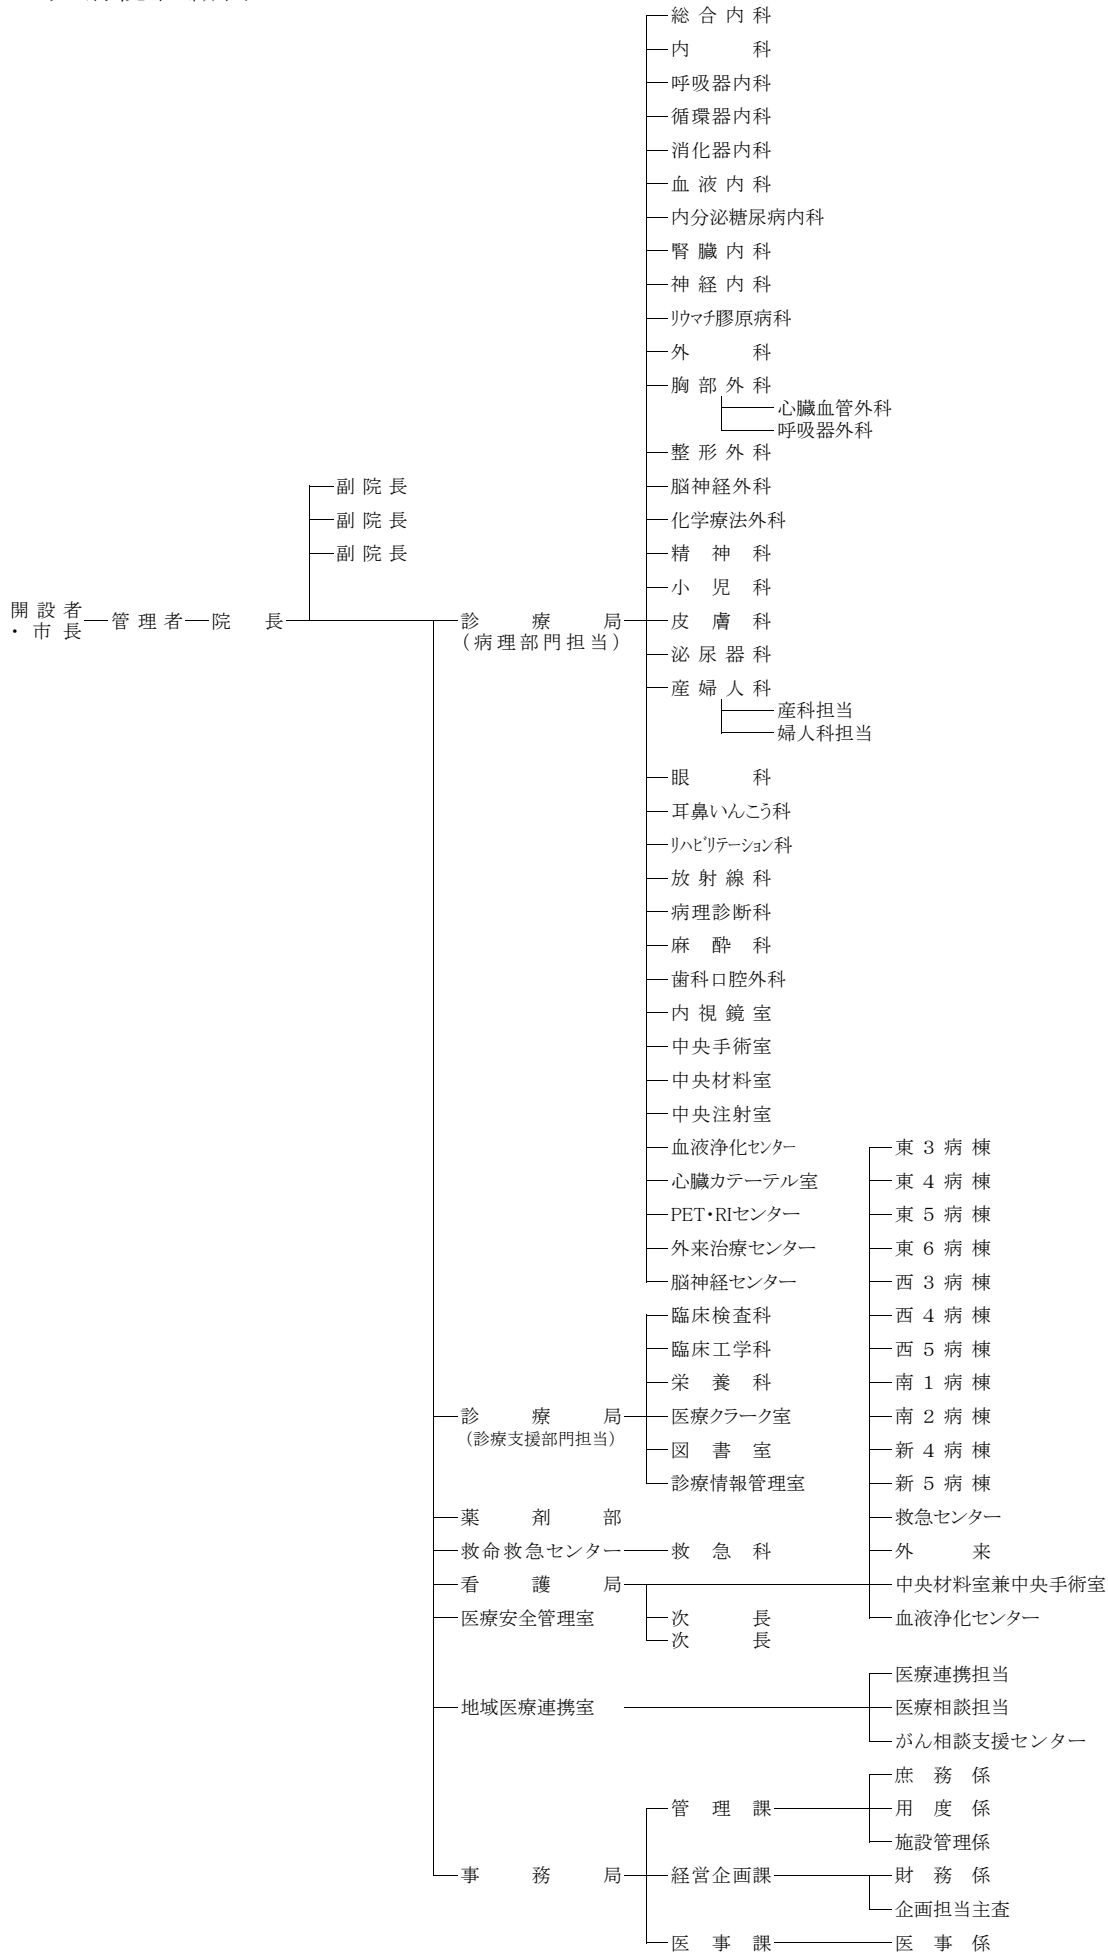 総合内科
内科
呼吸器内科
循環器内科
消化器内科
血液内科
内分泌糖尿病内科
腎臓内科
神経内科
リウマチ膠原病科
外科
胸部外科
心臓血管外科
呼吸器外科
整形外科
副院長
脳神経外科
副院長
化学療法外科
副院長
精神科
小児科
開設者
・市長
管理者
院長
診療局
(病理部門担当)
皮膚科
泌尿器科
産婦人科
産科担当
婦人科担当
眼科
耳鼻いんこう科
リハビリテーション科
放射線科
病理診断科
麻酔科
歯科口腔外科
内視鏡室
中央手術室
中央材料室
中央注射室
血液浄化センター
東3病棟
心臓カテーテル室
東4病棟
PET・RIセンター
東5病棟
外来治療センター
東6病棟
脳神経センター
西3病棟
臨床検査科
西4病棟
臨床工学科
西5病棟
栄養科
南1病棟
診療局
(診療支援部門担当)
医療クラーク室
南2病棟
図書室
新4病棟
診療情報管理室
新5病棟
薬剤部
救急センター
救命救急センター
救急科
外来
看護局
中央材料室兼中央手術室
医療安全管理室
次長
血液浄化センター
次長
医療連携担当
地域医療連携室
医療相談担当
がん相談支援センター
庶務係
管理課
用度係
施設管理係
事務局
経営企画課
財務係
企画担当主査
医事課
医事係